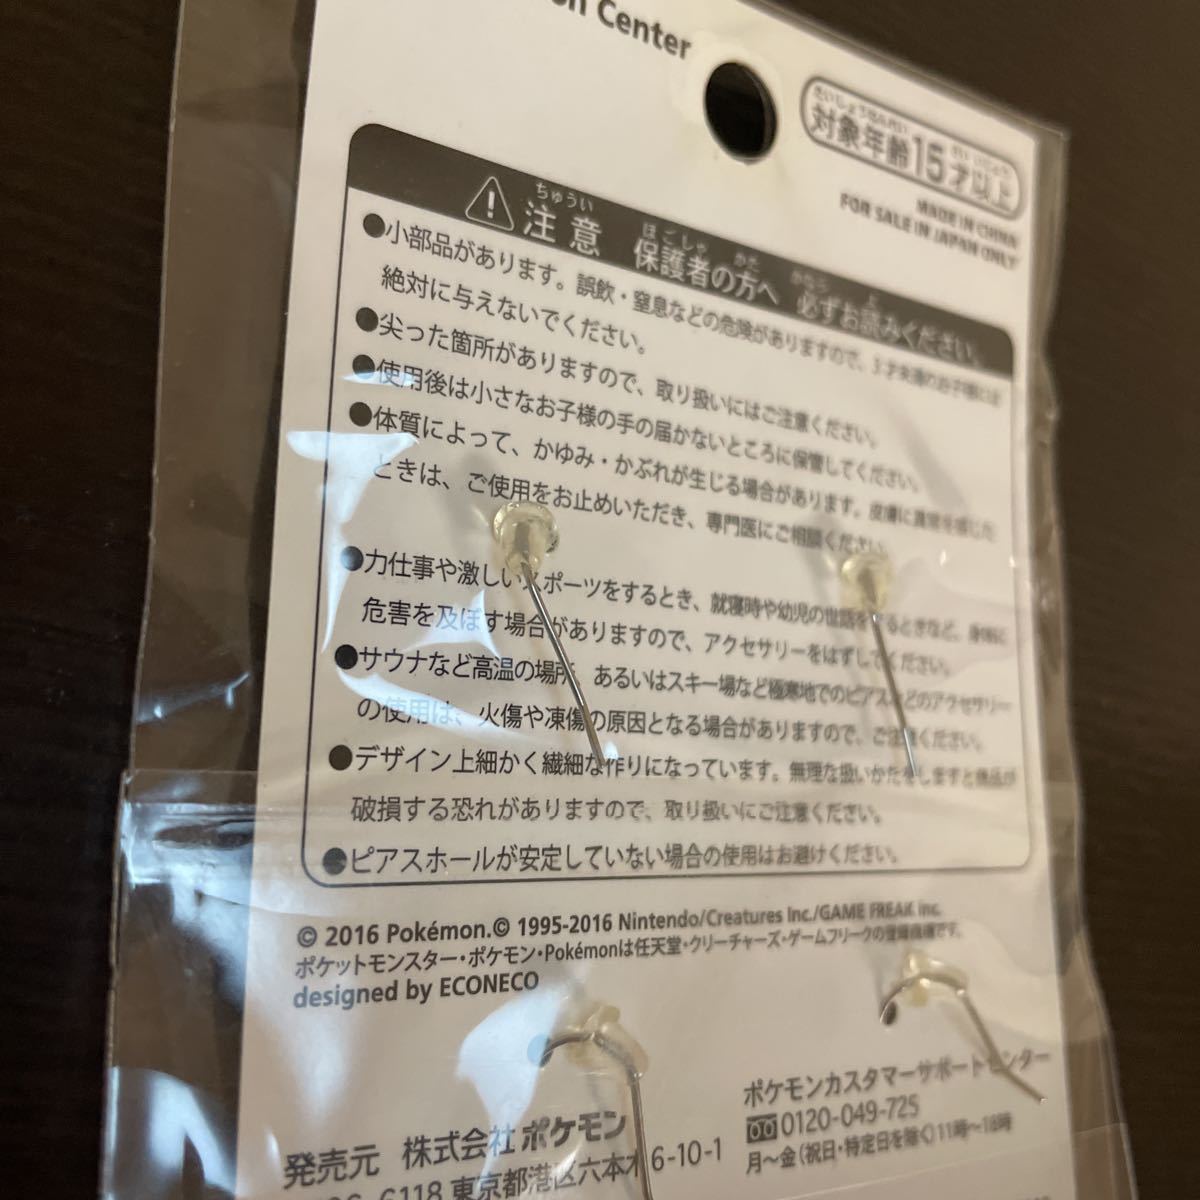 Center
たいしょうねんれい
対象年齢15才以上
MADE IN CHINA
FOR SALE IN JAPAN ONLY
ちゅうい ほごしゃ かた かなら
注意 保護者の方へ 必ずお読みください。
●小部品があります。誤飲・窒息などの危険がありますので、3才未満のお子様には
絶対に与えないでください。
●尖った箇所がありますので、取り扱いにはご注意ください。
●使用後は小さなお子様の手の届かないところに保管してください。
●体質によって、かゆみ・かぶれが生じる場合があります。皮膚に異常を感じた
ときは、ご使用をお止めいただき、専門医にご相談ください。
●力仕事や激しいスポーツをするとき、就寝時や幼児の世話をするときなど、身体に
危害を及ぼす場合がありますので、アクセサリーをはずしてください。
●サウナなど高温の場所 あるいはスキー場など極寒地でのピアスなどのアクセサリー
の使用は、火傷や凍傷の原因となる場合がありますので、ご注意ください。
●デザイン上細かく繊細な作りになっています。無理な扱いかたをしますと商品が
破損する恐れがありますので、取り扱いにご注意ください。
●ピアスホールが安定していない場合の使用はお避けください。
© 2016 Pokémon.© 1995-2016 Nintendo/Creatures Inc./GAME FREAK inc.
ポケットモンスター・ポケモン・Pokémonは任天堂・クリーチャーズ・ゲームフリークの登録商標です。
designed by ECONECO
発売元 株式会社 ポケモン
6118 東京都港区六本木6-10-1
ポケモンカスタマーサポートセンター
0120-049-725
月〜金(祝日・特定日を除く)11時〜18時